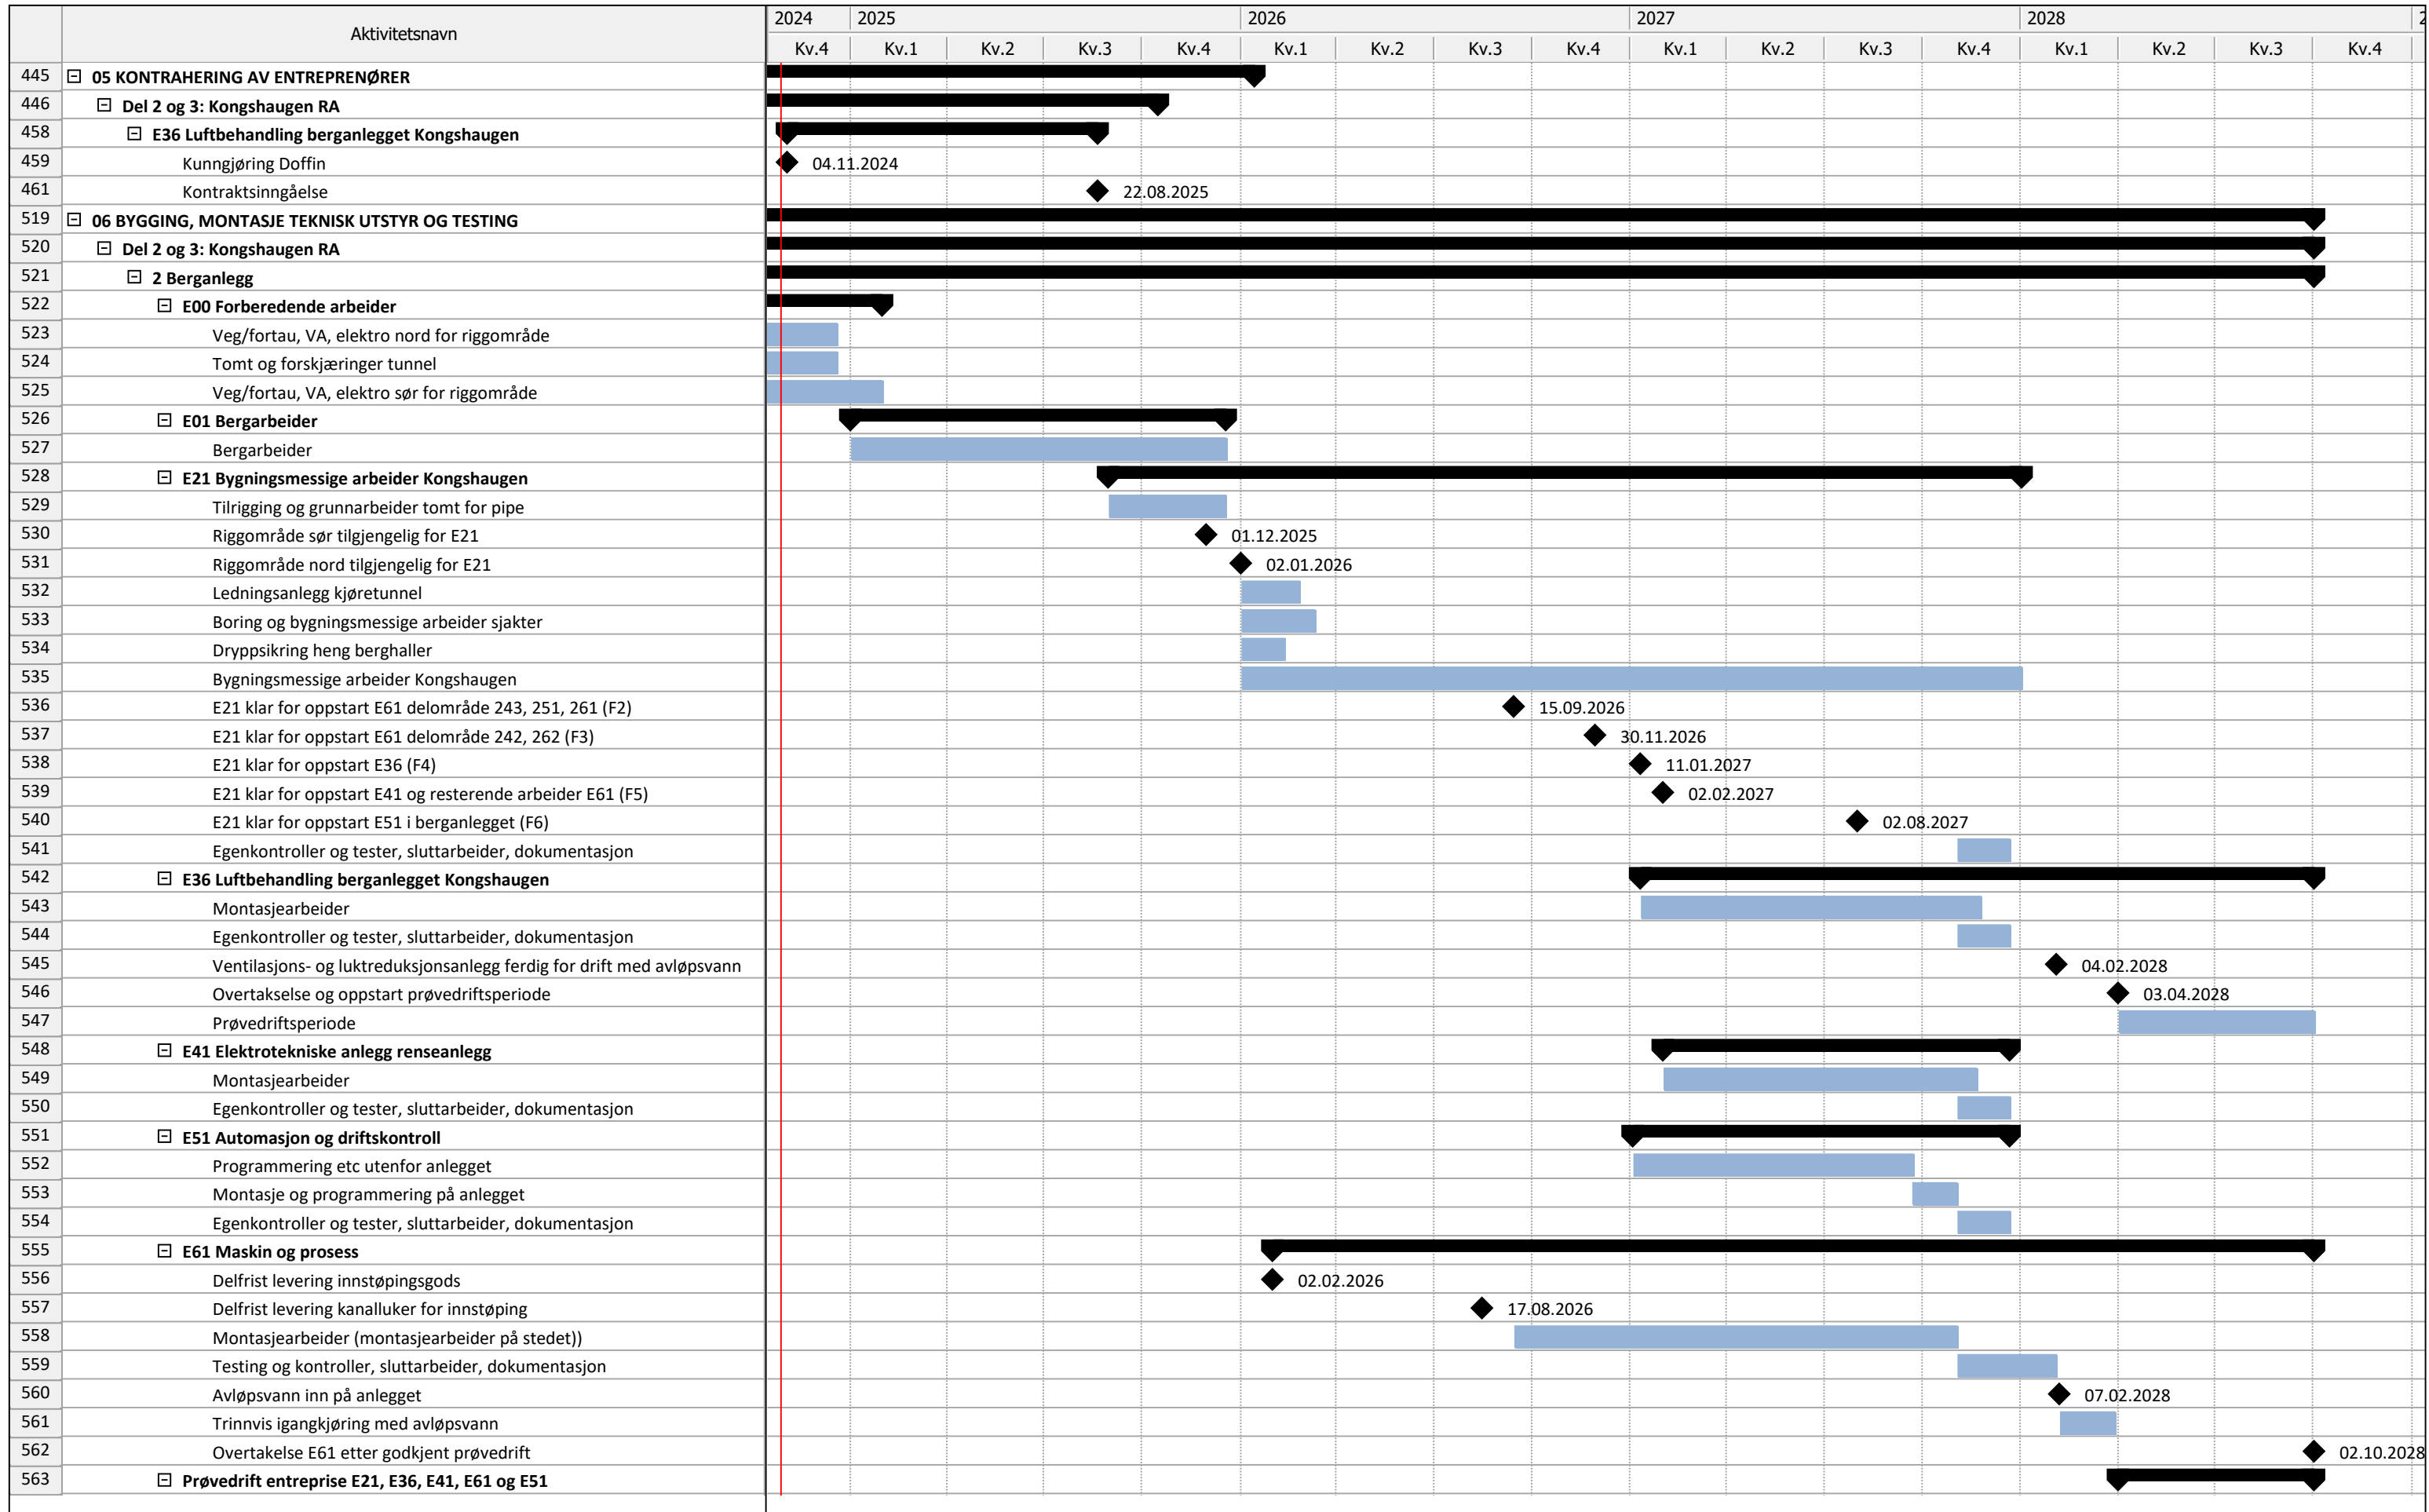 Aktivitetsnavn
2024 2025 2026 2027 2028 2
Kv.4 Kv.1 Kv.2 Kv.3 Kv.4 Kv.1 Kv.2 Kv.3 Kv.4 Kv.1 Kv.2 Kv.3 Kv.4 Kv.1 Kv.2 Kv.3 Kv.4
445 05 KONTRAHERING AV ENTREPRENØRER
446 Del 2 og 3: Kongshaugen RA
458 E36 Luftbehandling berganlegget Kongshaugen
459 Kunngjøring Doffin 04.11.2024
461 Kontraktsinngåelse 22.08.2025
519 06 BYGGING, MONTASJE TEKNISK UTSTYR OG TESTING
520 Del 2 og 3: Kongshaugen RA
521 2 Berganlegg
522 E00 Forberedende arbeider
523 Veg/fortau, VA, elektro nord for riggområde
524 Tomt og forskjæringer tunnel
525 Veg/fortau, VA, elektro sør for riggområde
526 E01 Bergarbeider
527 Bergarbeider
528 E21 Bygningsmessige arbeider Kongshaugen
529 Tilrigging og grunnarbeider tomt for pipe
530 Riggområde sør tilgjengelig for E21 01.12.2025
531 Riggområde nord tilgjengelig for E21 02.01.2026
532 Ledningsanlegg kjøretunnel
533 Boring og bygningsmessige arbeider sjakter
534 Dryppsikring heng berghaller
535 Bygningsmessige arbeider Kongshaugen
536 E21 klar for oppstart E61 delområde 243, 251, 261 (F2) 15.09.2026
537 E21 klar for oppstart E61 delområde 242, 262 (F3) 30.11.2026
538 E21 klar for oppstart E36 (F4) 11.01.2027
539 E21 klar for oppstart E41 og resterende arbeider E61 (F5) 02.02.2027
540 E21 klar for oppstart E51 i berganlegget (F6) 02.08.2027
541 Egenkontroller og tester, sluttarbeider, dokumentasjon
542 E36 Luftbehandling berganlegget Kongshaugen
543 Montasjearbeider
544 Egenkontroller og tester, sluttarbeider, dokumentasjon
545 Ventilasjons- og luktreduksjonsanlegg ferdig for drift med avløpsvann 04.02.2028
546 Overtakselse og oppstart prøvedriftsperiode 03.04.2028
547 Prøvedriftsperiode
548 E41 Elektrotekniske anlegg renseanlegg
549 Montasjearbeider
550 Egenkontroller og tester, sluttarbeider, dokumentasjon
551 E51 Automasjon og driftskontroll
552 Programmering etc utenfor anlegget
553 Montasje og programmering på anlegget
554 Egenkontroller og tester, sluttarbeider, dokumentasjon
555 E61 Maskin og prosess
556 Delfrist levering innstøpingsgods 02.02.2026
557 Delfrist levering kanalluker for innstøping 17.08.2026
558 Montasjearbeider (montasjearbeider på stedet))
559 Testing og kontroller, sluttarbeider, dokumentasjon
560 Avløpsvann inn på anlegget 07.02.2028
561 Trinnvis igangkjøring med avløpsvann
562 Overtakelse E61 etter godkjent prøvedrift 02.10.2028
563 Prøvedrift entreprise E21, E36, E41, E61 og E51